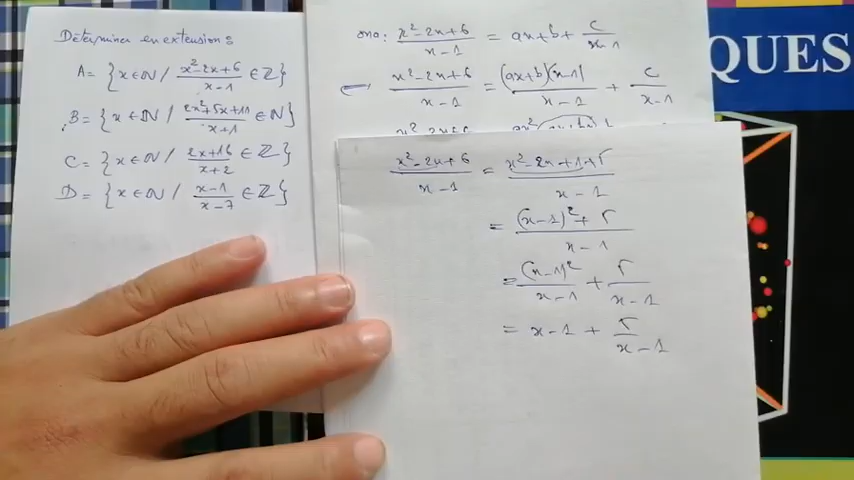 Déterminer en extension :
A = {x ∈ ℕ / (x² - 2x + 6)/(x - 1) ∈ ℤ}
B = {x ∈ ℕ / (2x² + 5x + 11)/(x + 1) ∈ ℕ}
C = {x ∈ ℕ / (2x + 16)/(x + 2) ∈ ℤ}
D = {x ∈ ℕ / (x - 1)/(x - 7) ∈ ℤ}
ona : (x² - 2x + 6)/(x - 1) = ax + b + c/(x - 1)
(x² - 2x + 6)/(x - 1) = (ax + b)(x - 1)/(x - 1) + c/(x - 1)
(x² - 2x + 6)/(x - 1) = (x² - 2x + 1 + 5)/(x - 1)
= ((x - 1)² + 5)/(x - 1)
= (x - 1)²/(x - 1) + 5/(x - 1)
= x - 1 + 5/(x - 1)
QUES